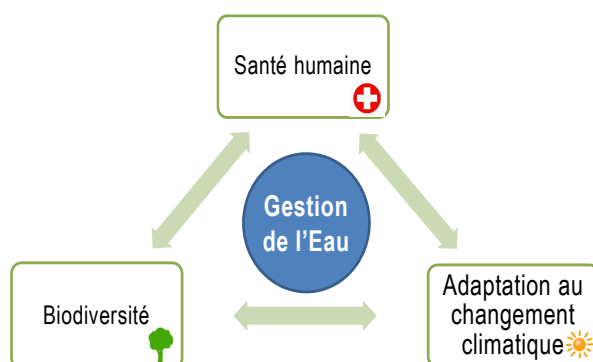 Santé humaine
Gestion
de l’Eau
Biodiversité
Adaptation au
changement
climatique